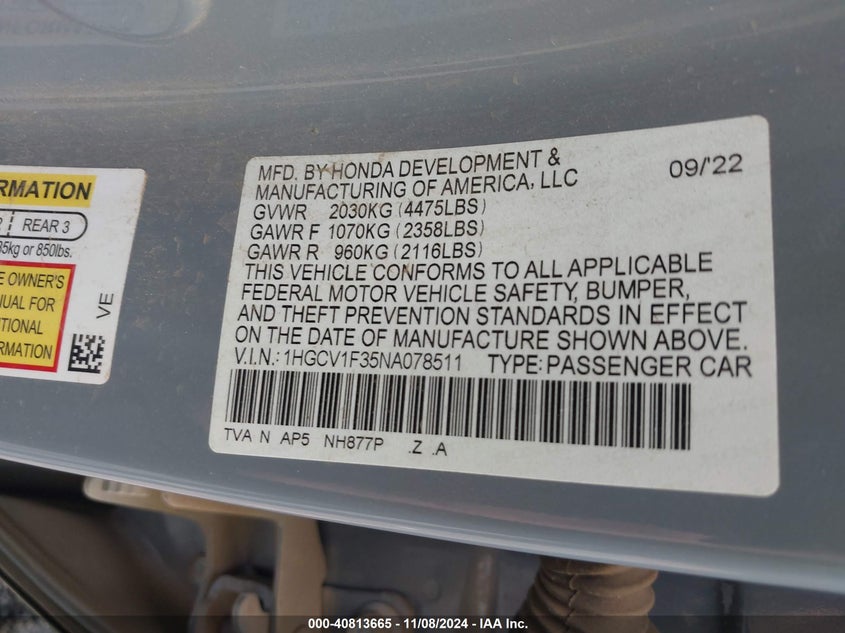 RMATION
REAR 3
35kg or 850lbs.
OWNER'S
FOR
RMATION
VE
MFD. BY HONDA DEVELOPMENT &
MANUFACTURING OF AMERICA, LLC
09/'22
GVWR 2030KG (4475LBS)
GAWR F 1070KG (2358LBS)
GAWR R 960KG (2116LBS)
THIS VEHICLE CONFORMS TO ALL APPLICABLE
FEDERAL MOTOR VEHICLE SAFETY, BUMPER,
AND THEFT PREVENTION STANDARDS IN EFFECT
ON THE DATE OF MANUFACTURE SHOWN ABOVE.
V.I.N.: 1HGCV1F35NA078511 TYPE: PASSENGER CAR
TVA N AP5 NH877P .Z .A
000-40813665 - 11/08/2024 - IAA Inc.